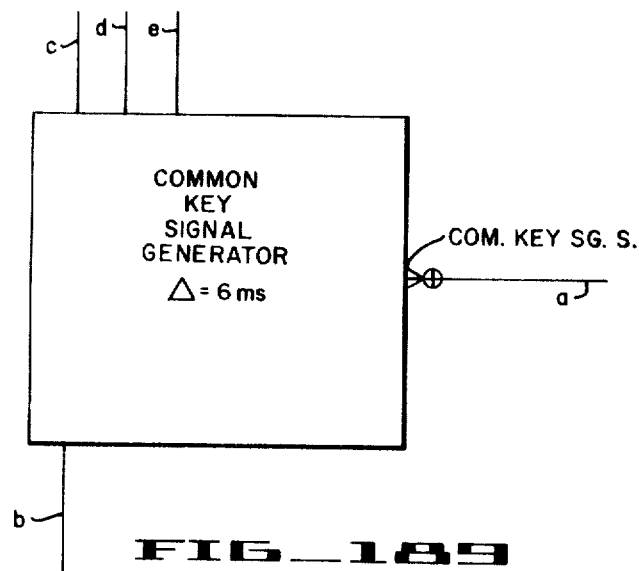 c
d
e
COMMON
KEY
SIGNAL
GENERATOR
△ = 6 ms
COM. KEY SG. S.
a
b
FIG_189